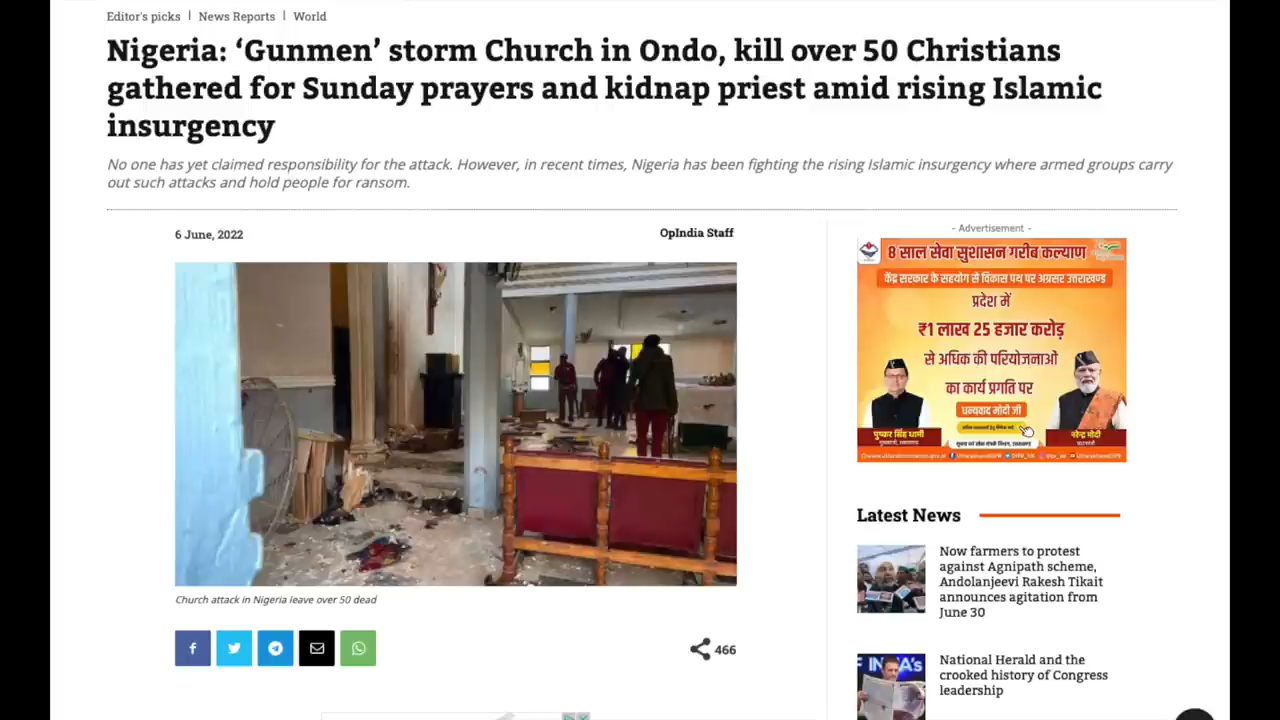 Editor's picks | News Reports | World
Nigeria: ‘Gunmen’ storm Church in Ondo, kill over 50 Christians
gathered for Sunday prayers and kidnap priest amid rising Islamic
insurgency
No one has yet claimed responsibility for the attack. However, in recent times, Nigeria has been fighting the rising Islamic insurgency where armed groups carry
out such attacks and hold people for ransom.
6 June, 2022
OpIndia Staff
Church attack in Nigeria leave over 50 dead
466
- Advertisement -
8 साल सेवा सुशासन गरीब कल्याण
केंद्र सरकार के सहयोग से विकास पथ पर अग्रसर उत्तराखण्ड
प्रदेश में
₹1 लाख 25 हजार करोड़
से अधिक की परियोजनाओं
का कार्य प्रगति पर
धन्यवाद मोदी जी
पुष्कर सिंह धामी
नरेन्द्र मोदी
Latest News
Now farmers to protest
against Agnipath scheme,
Andolanjeevi Rakesh Tikait
announces agitation from
June 30
National Herald and the
crooked history of Congress
leadership